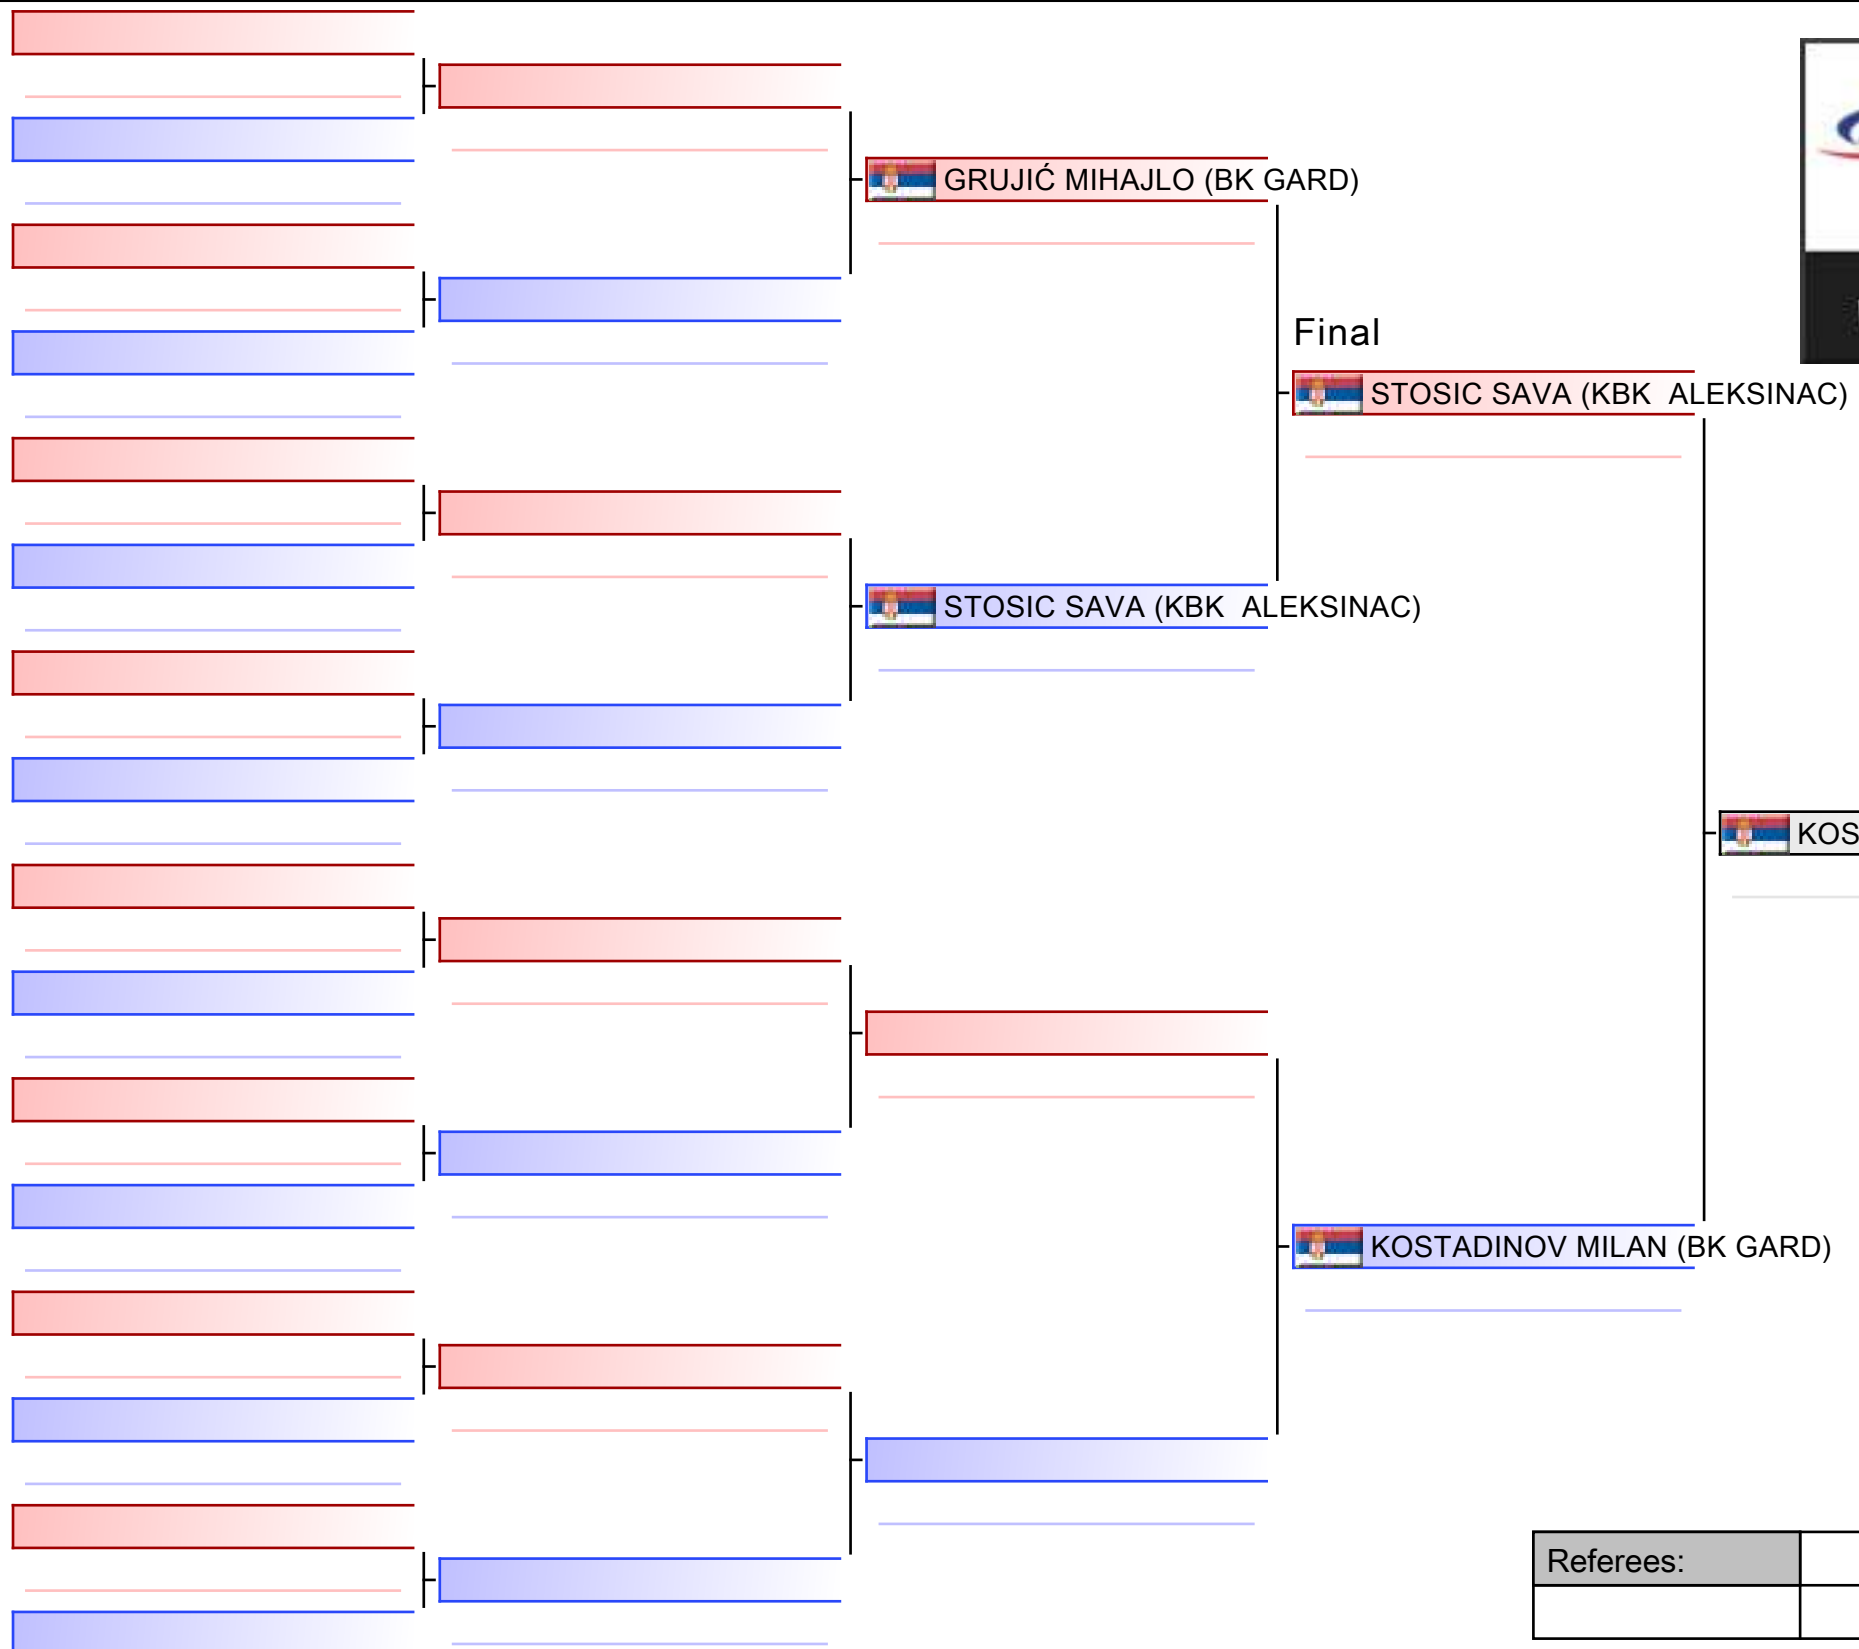 GRUJIĆ MIHAJLO (BK GARD)
Final
STOSIC SAVA (KBK  ALEKSINAC)
STOSIC SAVA (KBK  ALEKSINAC)
KOS
KOSTADINOV MILAN (BK GARD)
Referees: